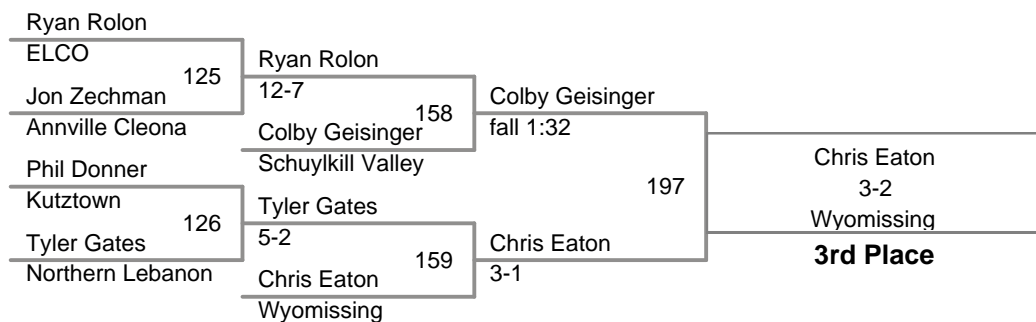 Ryan Rolon
ELCO
125
Jon Zechman
Annville Cleona
Phil Donner
Kutztown
126
Tyler Gates
Northern Lebanon
Ryan Rolon
12-7
158
Colby Geisinger
Schuylkill Valley
Tyler Gates
5-2
159
Chris Eaton
Wyomissing
Colby Geisinger
fall 1:32
197
Chris Eaton
3-1
Chris Eaton
3-2
Wyomissing
3rd Place